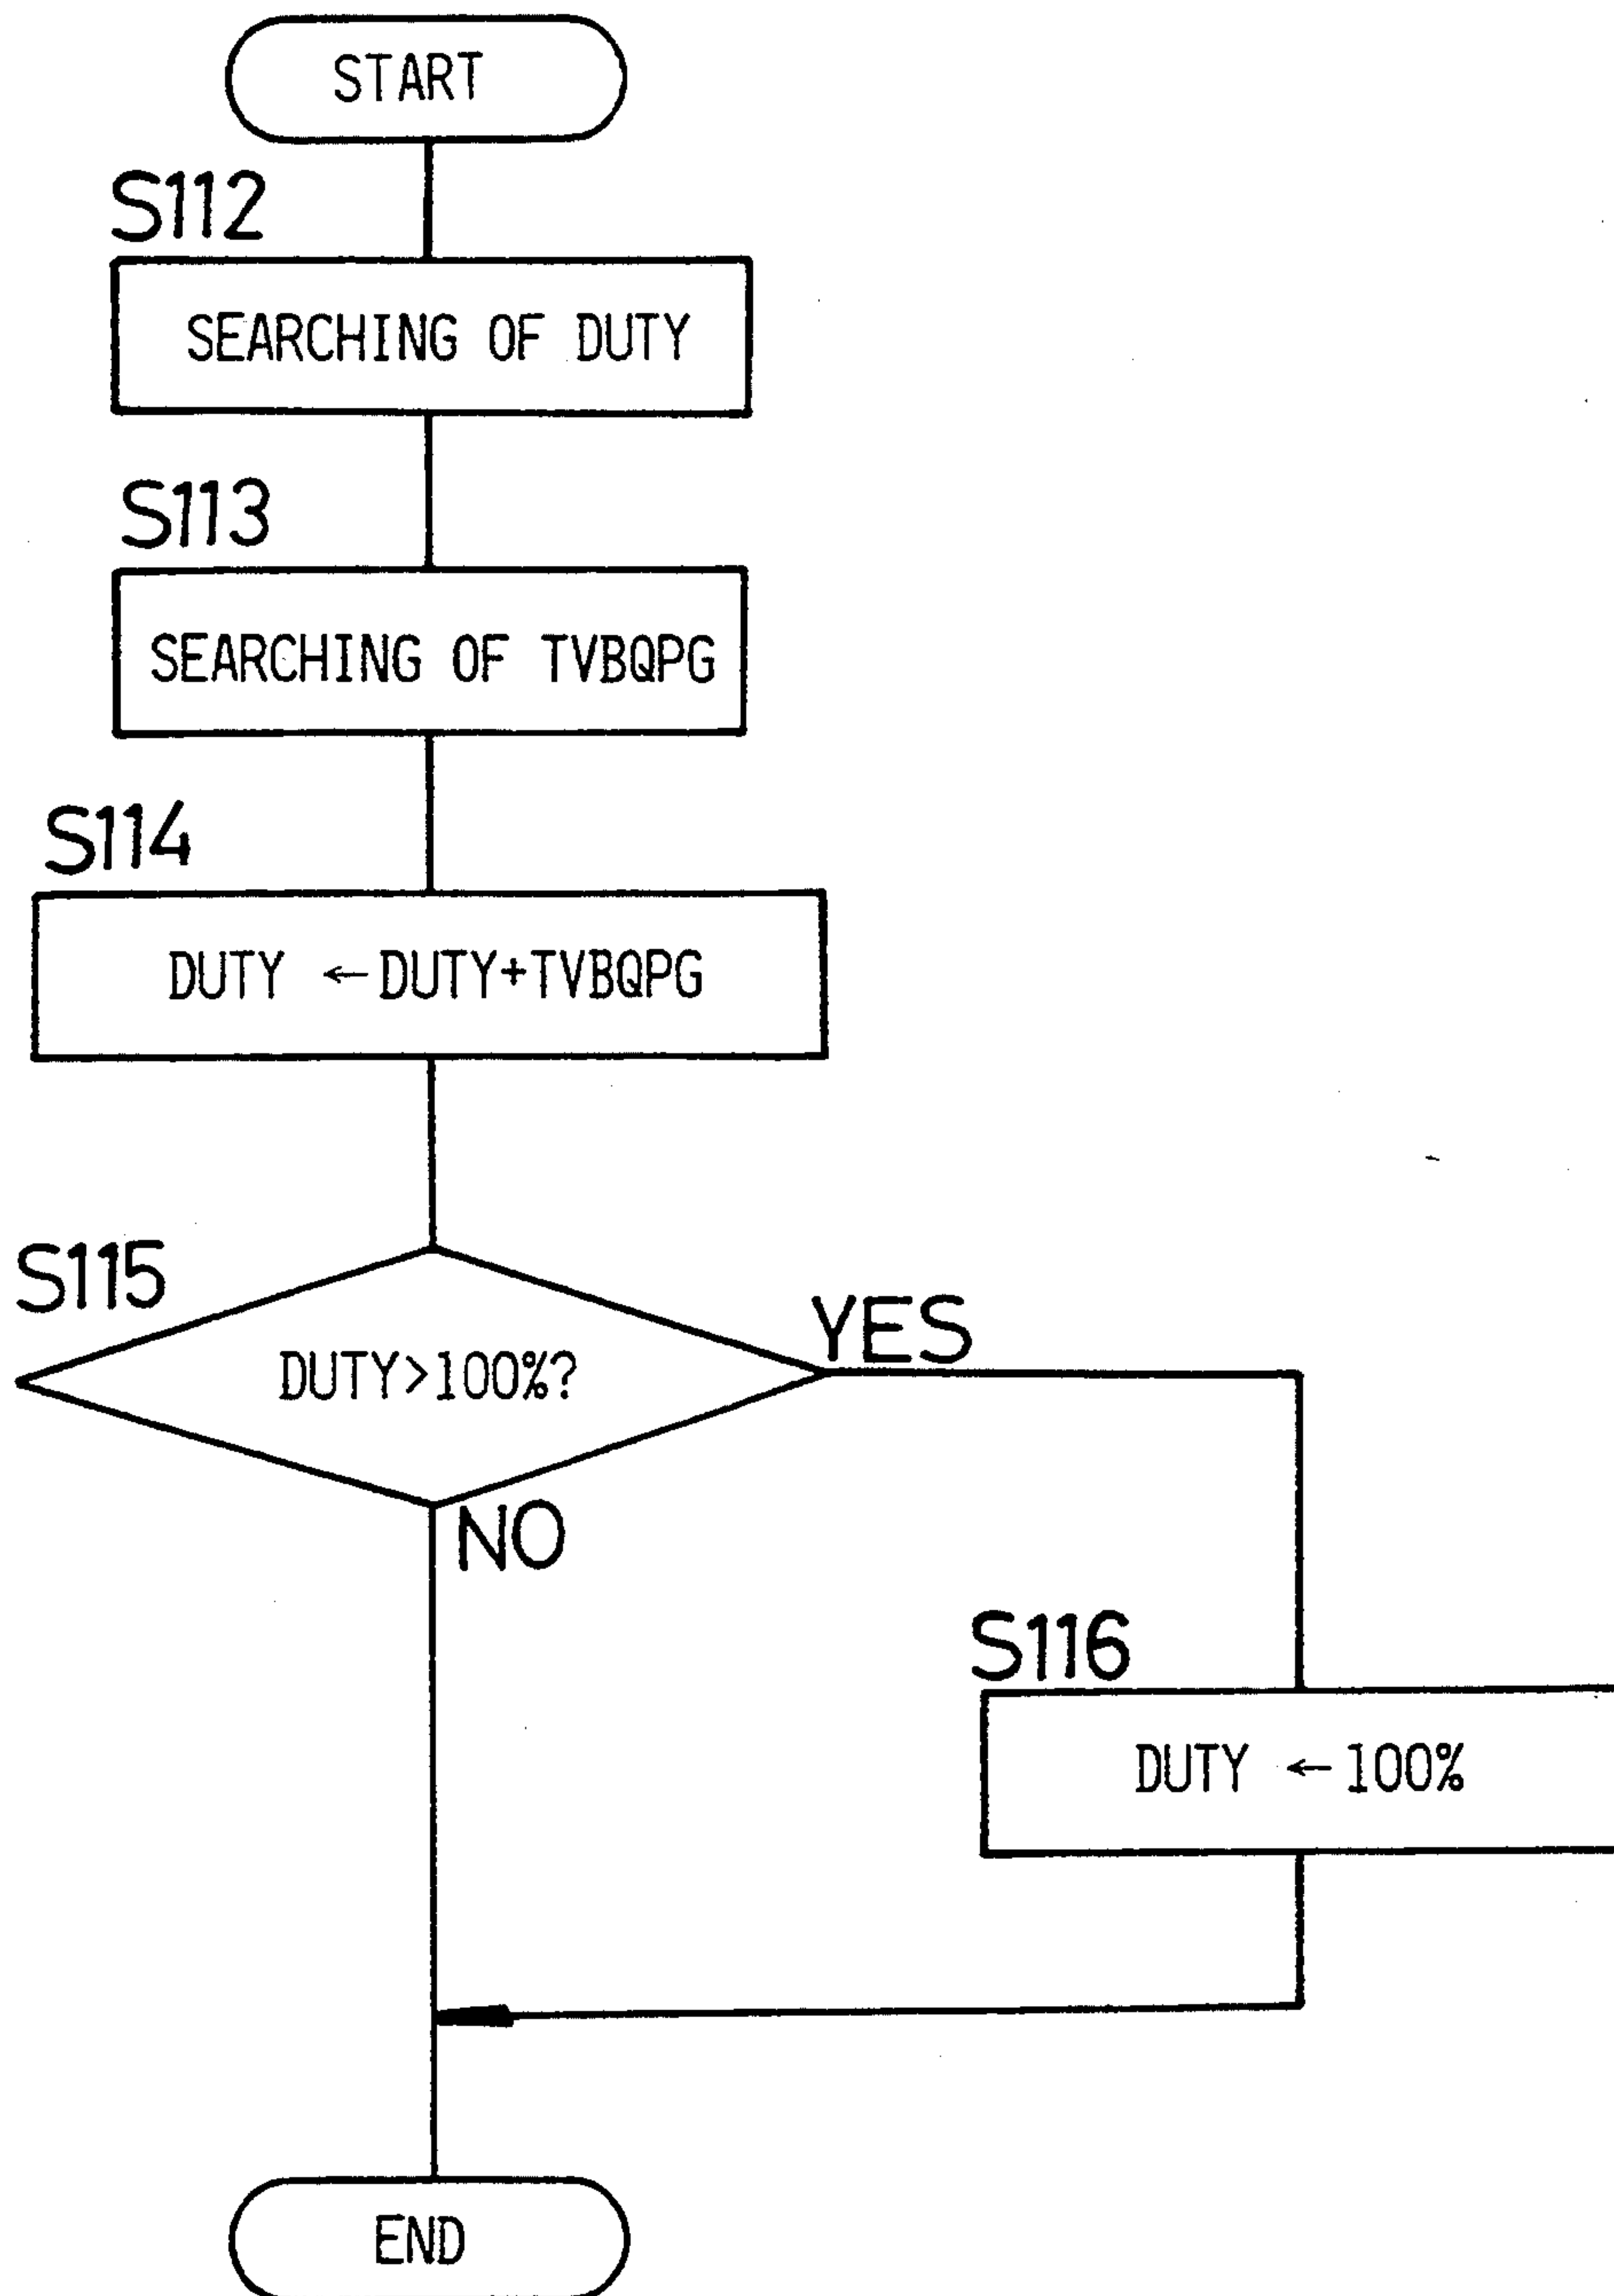 START
S112
SEARCHING OF DUTY
S113
SEARCHING OF TVBQPG
S114
DUTY ← DUTY+TVBQPG
S115
DUTY>100%?
YES
NO
S116
DUTY ← 100%
END